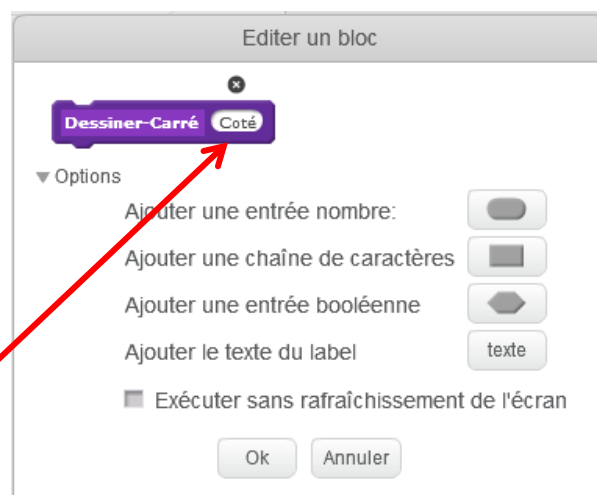 Editer un bloc
Dessiner-Carré Coté
Options
Ajouter une entrée nombre:
Ajouter une chaîne de caractères
Ajouter une entrée booléenne
Ajouter le texte du label texte
Exécuter sans rafraîchissement de l'écran
Ok Annuler